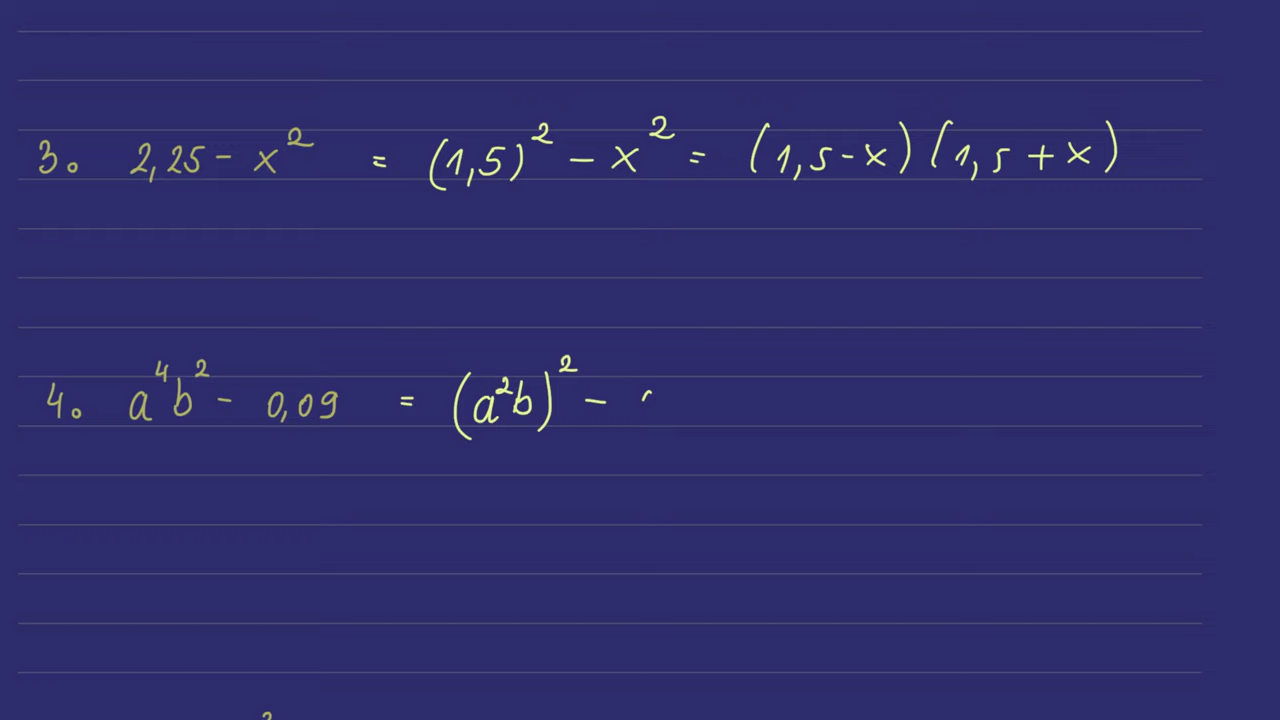 3. 2,25 - x² = (1,5)² - x² = (1,5-x)(1,5+x)
4. a⁴b² - 0,09 = (a²b)² -